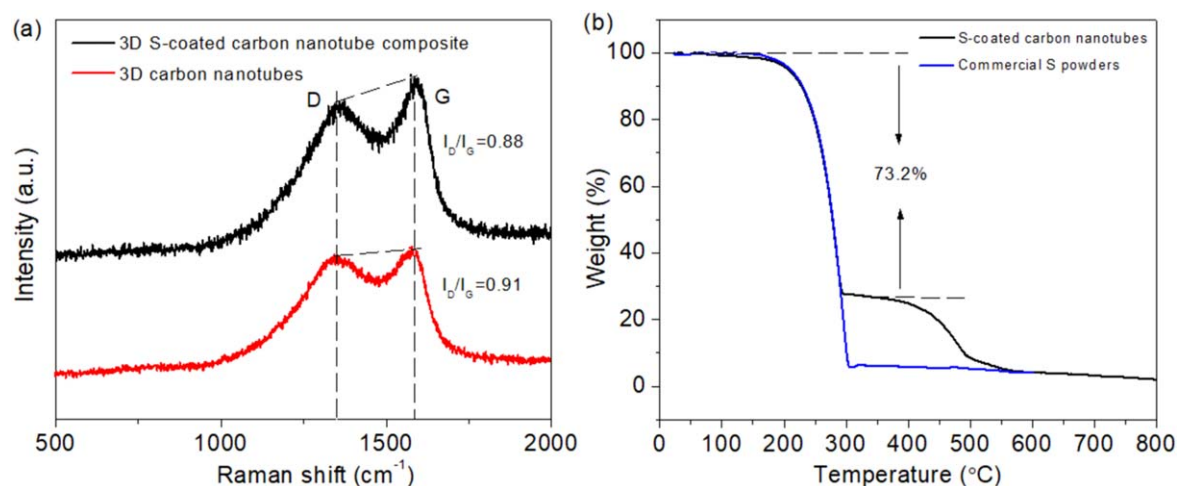 (a)
3D S-coated carbon nanotube composite
3D carbon nanotubes
D
G
I_D/I_G=0.88
I_D/I_G=0.91
Intensity (a.u.)
500
1000
1500
2000
Raman shift (cm⁻¹)
(b)
S-coated carbon nanotubes
Commercial S powders
73.2%
Weight (%)
100
80
60
40
20
0
0
100
200
300
400
500
600
700
800
Temperature (°C)